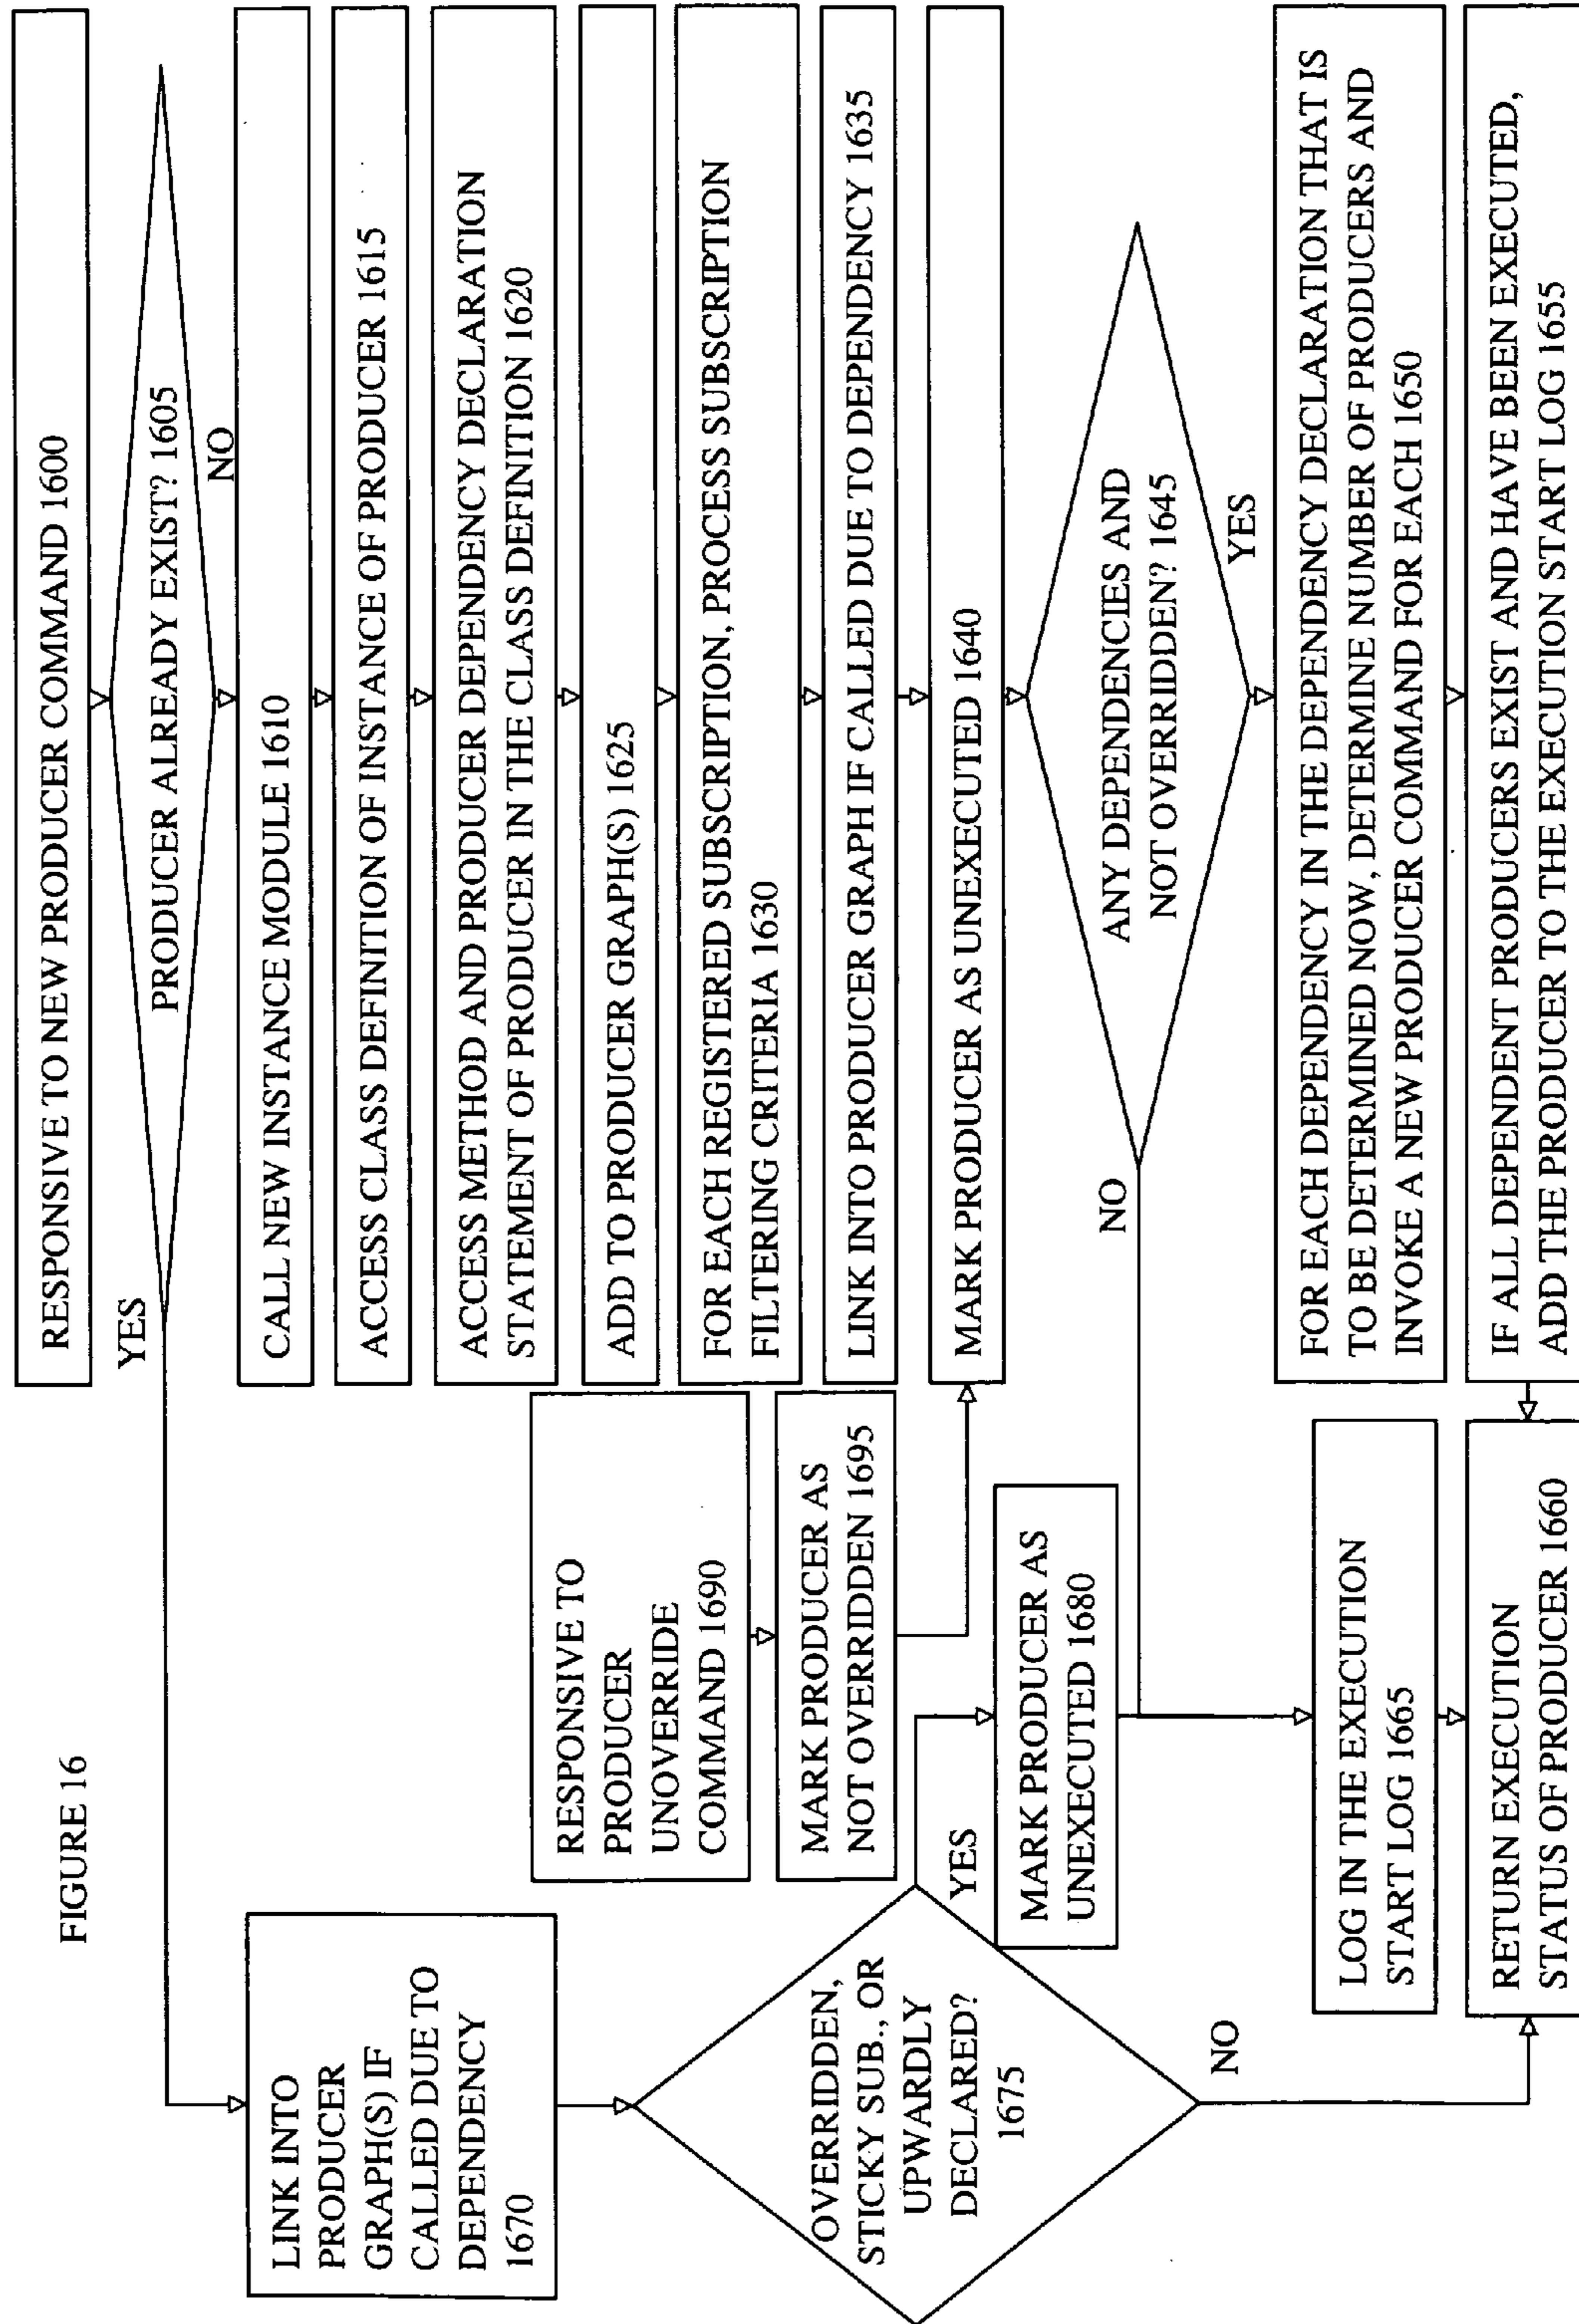 FIGURE 16
RESPONSIVE TO NEW PRODUCER COMMAND 1600
YES
PRODUCER ALREADY EXIST? 1605
NO
CALL NEW INSTANCE MODULE 1610
ACCESS CLASS DEFINITION OF INSTANCE OF PRODUCER 1615
ACCESS METHOD AND PRODUCER DEPENDENCY DECLARATION
STATEMENT OF PRODUCER IN THE CLASS DEFINITION 1620
ADD TO PRODUCER GRAPH(S) 1625
FOR EACH REGISTERED SUBSCRIPTION, PROCESS SUBSCRIPTION
FILTERING CRITERIA 1630
LINK INTO PRODUCER GRAPH IF CALLED DUE TO DEPENDENCY 1635
MARK PRODUCER AS UNEXECUTED 1640
ANY DEPENDENCIES AND
NOT OVERRIDDEN? 1645
NO
YES
FOR EACH DEPENDENCY IN THE DEPENDENCY DECLARATION THAT IS
TO BE DETERMINED NOW, DETERMINE NUMBER OF PRODUCERS AND
INVOKE A NEW PRODUCER COMMAND FOR EACH 1650
IF ALL DEPENDENT PRODUCERS EXIST AND HAVE BEEN EXECUTED,
ADD THE PRODUCER TO THE EXECUTION START LOG 1655
LINK INTO
PRODUCER
GRAPH(S) IF
CALLED DUE TO
DEPENDENCY
1670
RESPONSIVE TO
PRODUCER
UNOVERRIDE
COMMAND 1690
MARK PRODUCER AS
NOT OVERRIDDEN 1695
OVERRIDDEN,
STICKY SUB., OR
UPWARDLY
DECLARED?
1675
YES
MARK PRODUCER AS
UNEXECUTED 1680
NO
LOG IN THE EXECUTION
START LOG 1665
RETURN EXECUTION
STATUS OF PRODUCER 1660